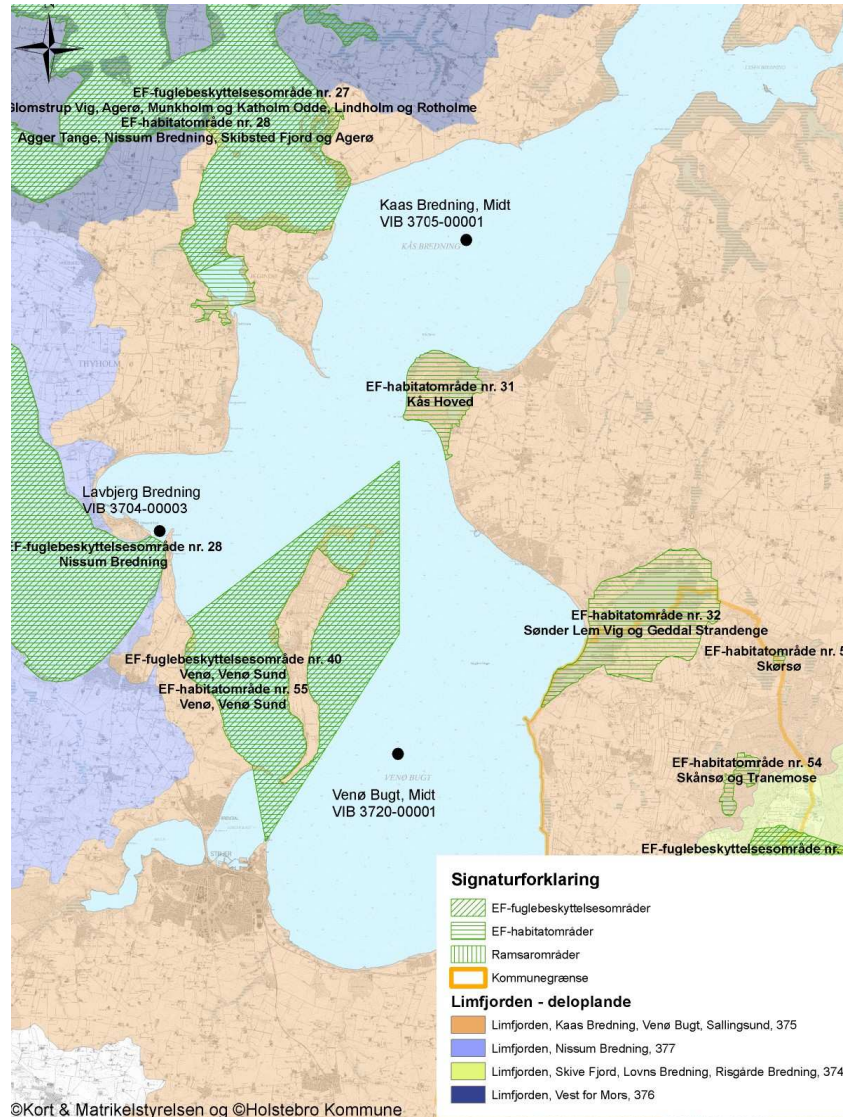 EF-fuglebeskyttelsesområde nr. 27
Glomstrup Vig, Agerø, Munkholm og Katholm Odde, Lindholm og Rotholme
EF-habitatområde nr. 28
Agger Tange, Nissum Bredning, Skibsted Fjord og Agerø
Kaas Bredning, Midt
VIB 3705-00001
KÅS BREDNING
THYHOLM
EF-habitatområde nr. 31
Kås Hoved
Lavbjerg Bredning
VIB 3704-00003
EF-fuglebeskyttelsesområde nr. 28
Nissum Bredning
EF-habitatområde nr. 32
Sønder Lem Vig og Geddal Strandenge
EF-habitatområde nr. 5
Skørsø
EF-fuglebeskyttelsesområde nr. 40
Venø, Venø Sund
EF-habitatområde nr. 55
Venø, Venø Sund
EF-habitatområde nr. 54
Skånsø og Tranemose
VENØ BUGT
Venø Bugt, Midt
VIB 3720-00001
STRUER
EF-fuglebeskyttelsesområde nr.
Signaturforklaring
EF-fuglebeskyttelsesområder
EF-habitatområder
Ramsarområder
Kommunegrænse
Limfjorden - deloplande
Limfjorden, Kaas Bredning, Venø Bugt, Sallingsund, 375
Limfjorden, Nissum Bredning, 377
Limfjorden, Skive Fjord, Lovns Bredning, Risgårde Bredning, 374
Limfjorden, Vest for Mors, 376
©Kort & Matrikelstyrelsen og ©Holstebro Kommune